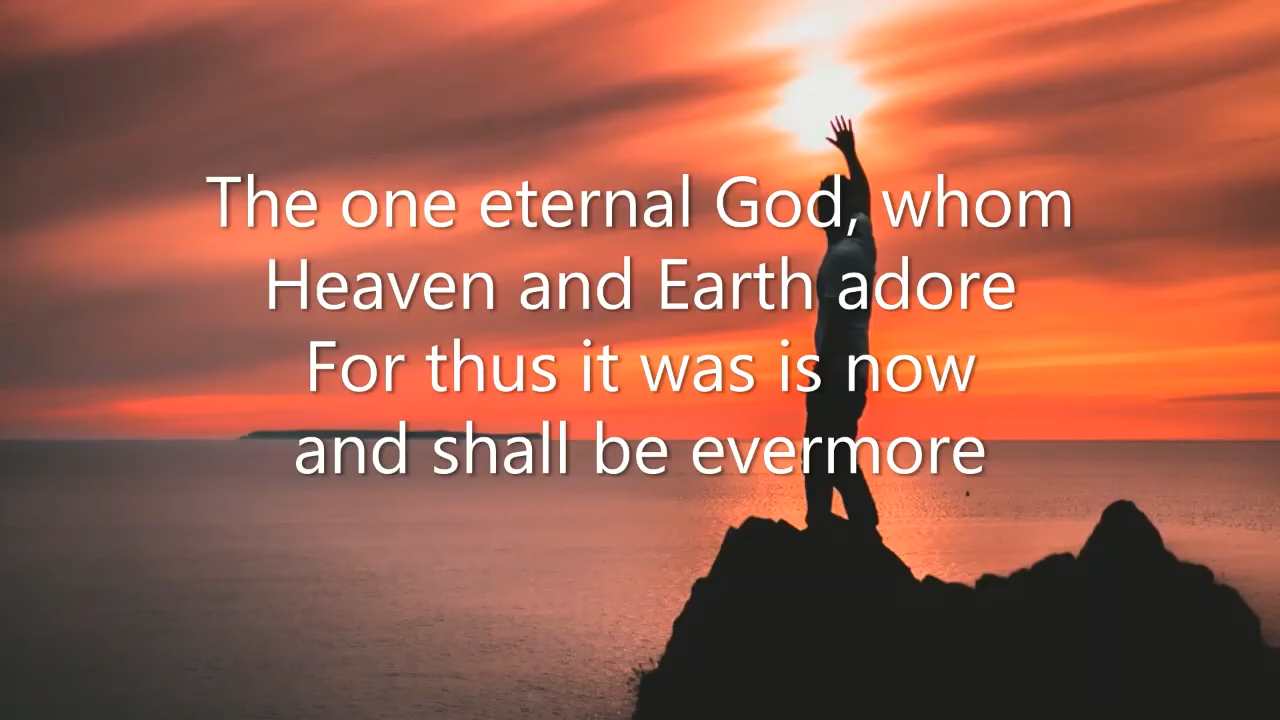 The one eternal God, whom
Heaven and Earth adore
For thus it was is now
and shall be evermore